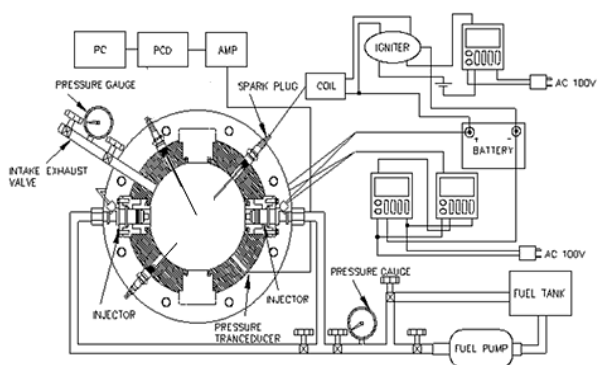 PC
PCD
AMP
IGNITER
AC 100V
PRESSURE GAUGE
SPARK PLUG
COIL
+
-
BATTERY
INTAKE EXHAUST
VALVE
AC 100V
INJECTOR
INJECTOR
PRESSURE
TRANCEDUCER
PRESSURE GAUGE
FUEL TANK
FUEL PUMP